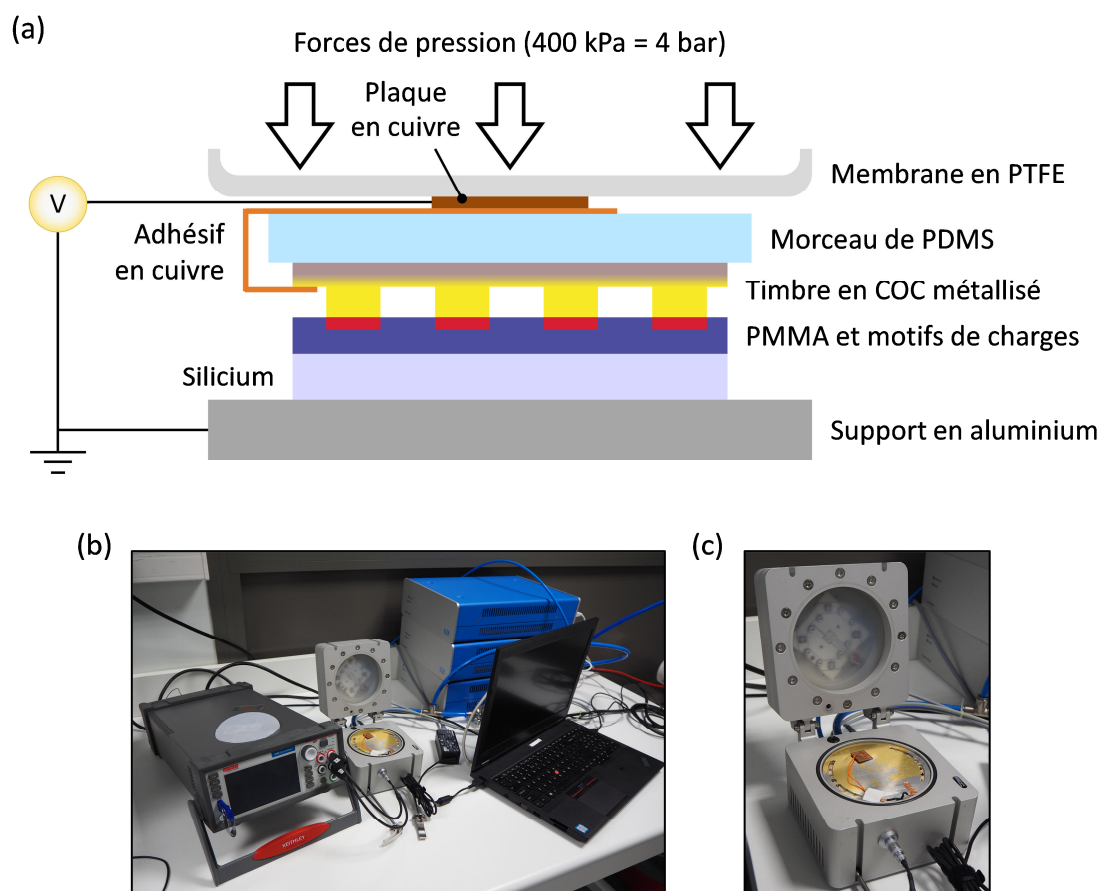 (a)
Forces de pression (400 kPa = 4 bar)
Plaque
en cuivre
Membrane en PTFE
V
Adhésif
en cuivre
Morceau de PDMS
Timbre en COC métallisé
PMMA et motifs de charges
Silicium
Support en aluminium
(b)
(c)
KEITHLEY